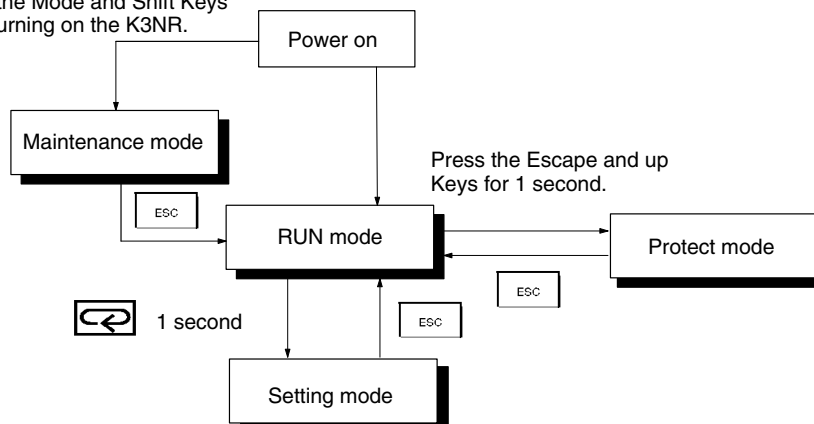 the Mode and Shift Keys
urning on the K3NR.
Power on
Maintenance mode
ESC
Press the Escape and up
Keys for 1 second.
RUN mode
Protect mode
ESC
1 second
ESC
Setting mode